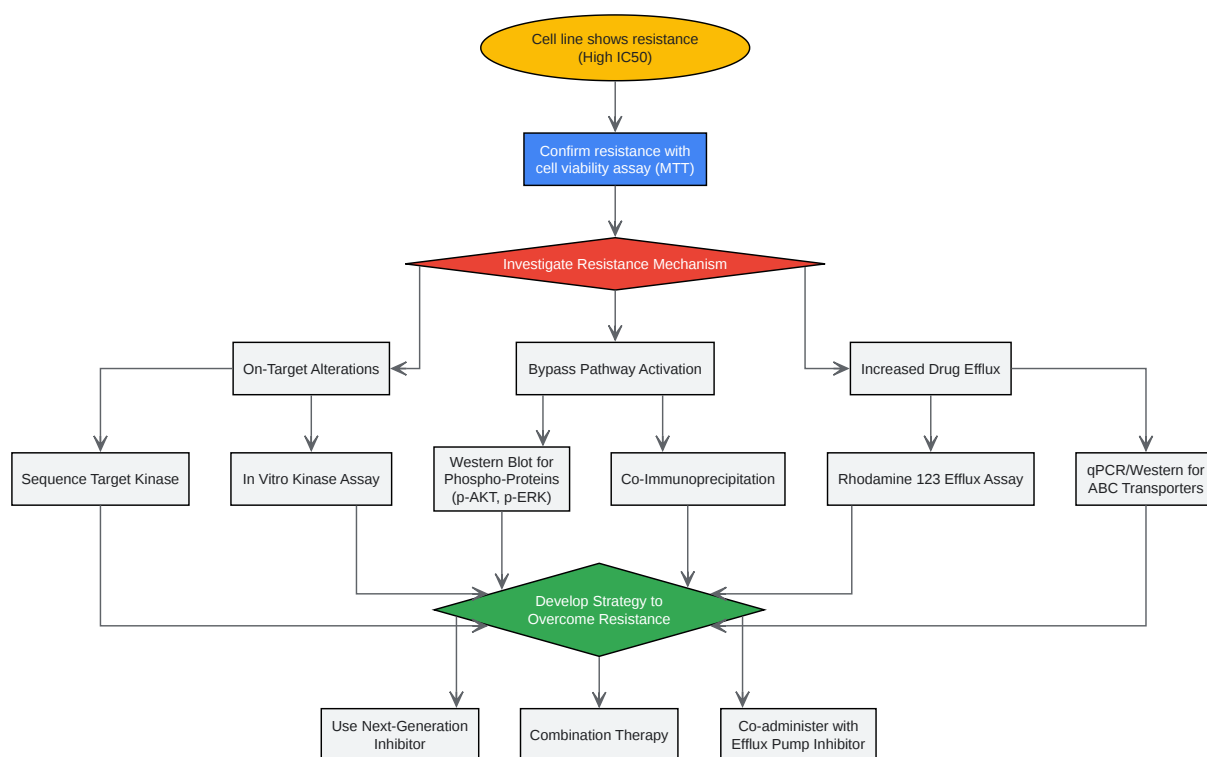 Cell line shows resistance
(High IC50)
Confirm resistance with
cell viability assay (MTT)
Investigate Resistance Mechanism
On-Target Alterations
Bypass Pathway Activation
Increased Drug Efflux
Sequence Target Kinase
In Vitro Kinase Assay
Western Blot for
Phospho-Proteins
(p-AKT, p-ERK)
Co-Immunoprecipitation
Rhodamine 123 Efflux Assay
qPCR/Western for
ABC Transporters
Develop Strategy to
Overcome Resistance
Use Next-Generation
Inhibitor
Combination Therapy
Co-administer with
Efflux Pump Inhibitor